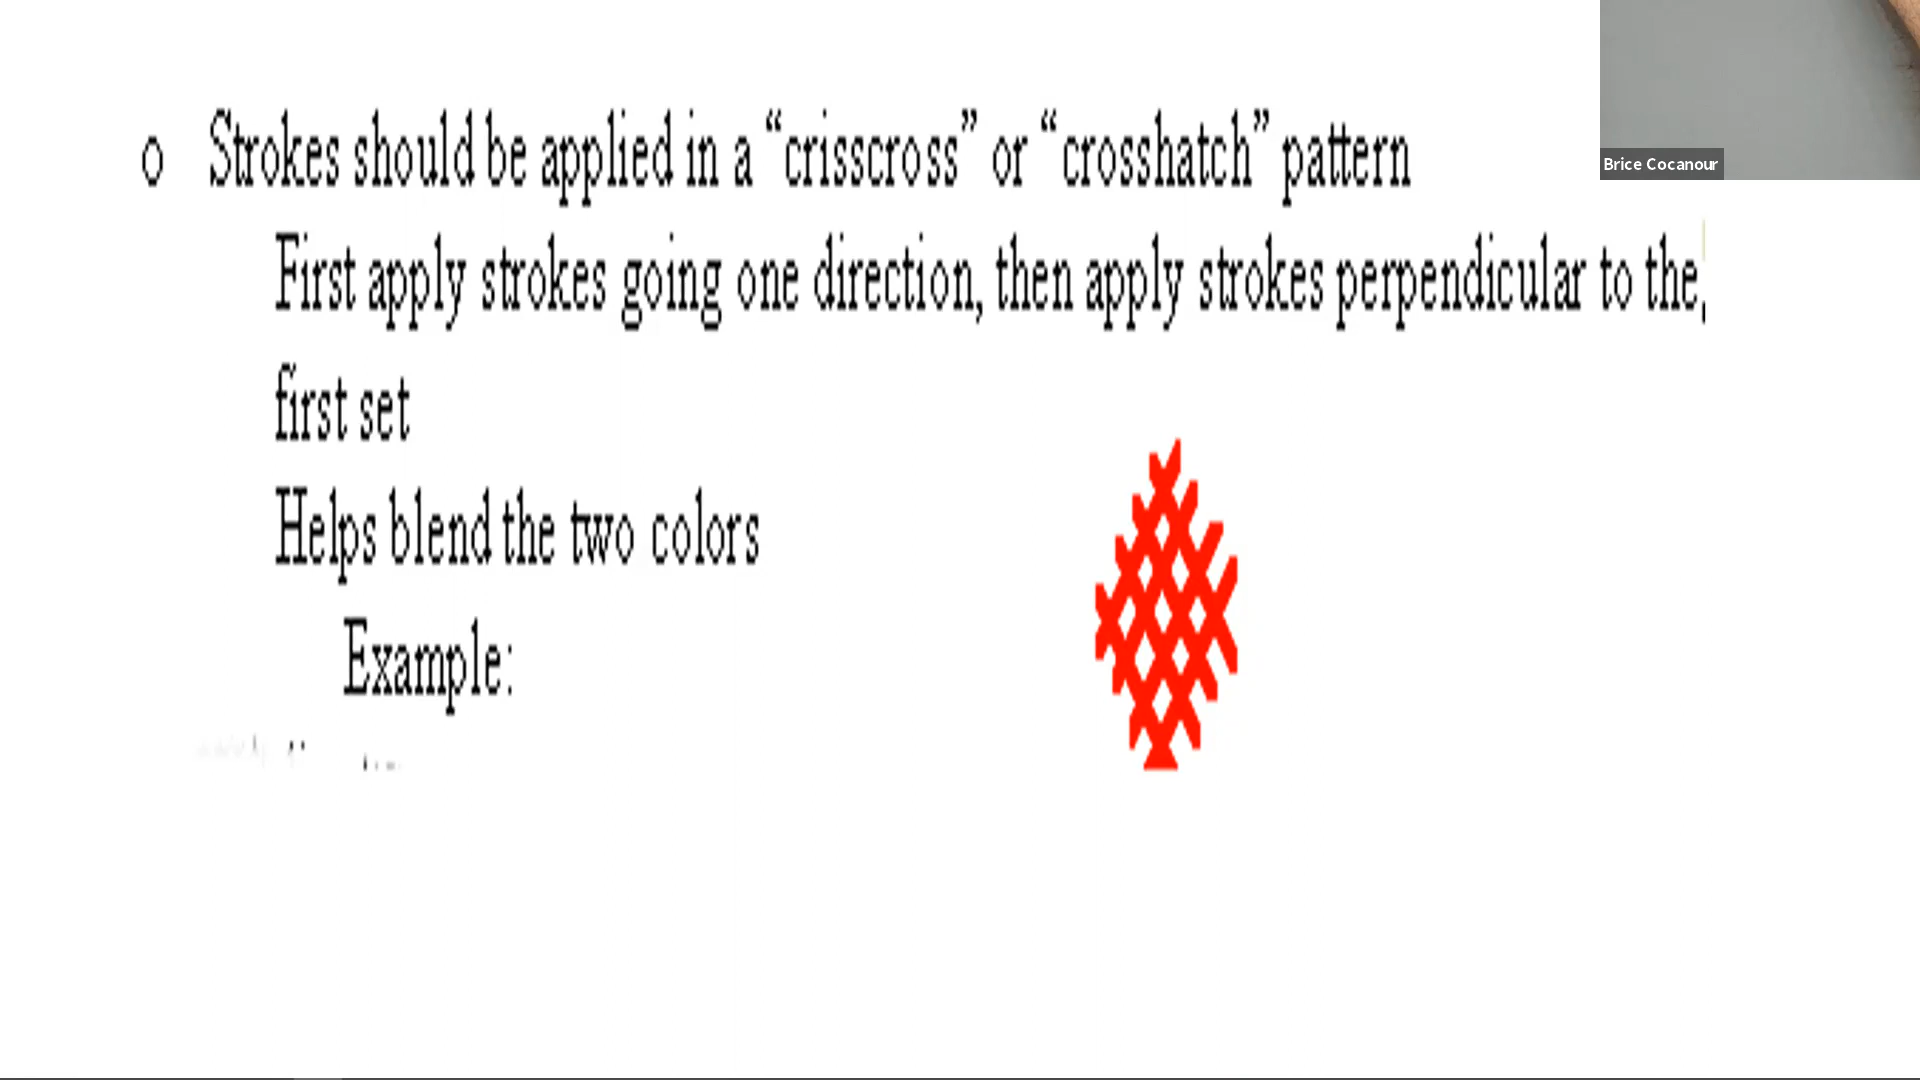 o Strokes should be applied in a “crisscross” or “crosshatch” pattern
First apply strokes going one direction, then apply strokes perpendicular to the
first set
Helps blend the two colors
Example:
Brice Cocanour